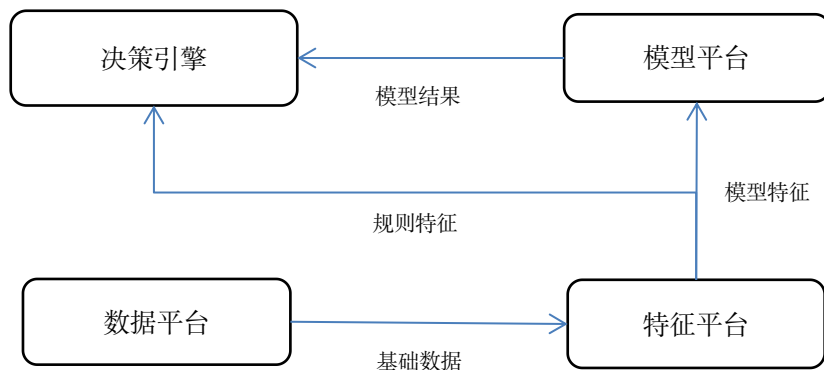 决策引擎
模型平台
模型结果
模型特征
规则特征
数据平台
特征平台
基础数据